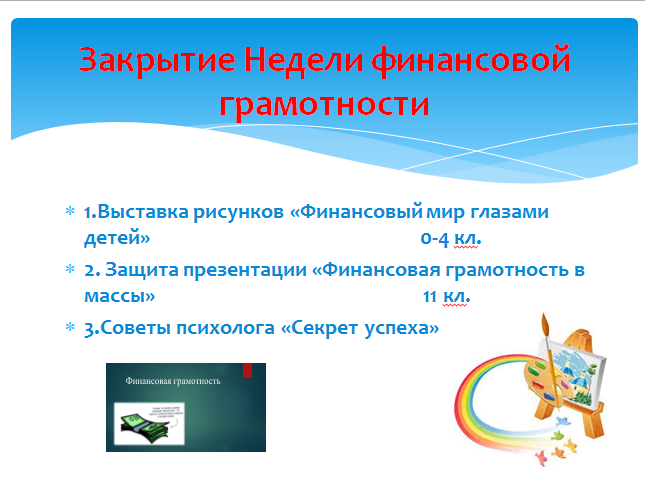 Закрытие Недели финансовой
грамотности
1.Выставка рисунков «Финансовый мир глазами
детей» 0-4 кл.
2. Защита презентации «Финансовая грамотность в
массы» 11 кл.
3.Советы психолога «Секрет успеха»
Финансовая грамотность